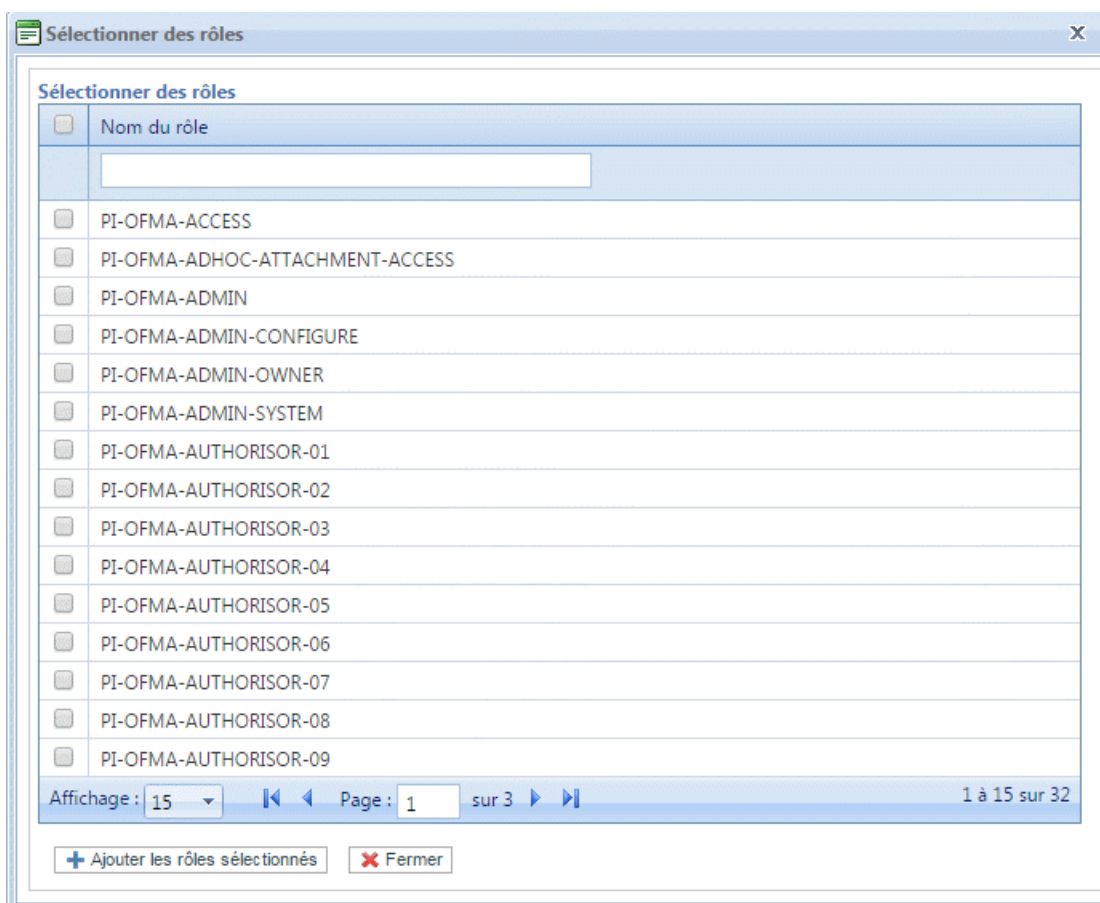 Sélectionner des rôles
Sélectionner des rôles
Nom du rôle
PI-OFMA-ACCESS
PI-OFMA-ADHOC-ATTACHMENT-ACCESS
PI-OFMA-ADMIN
PI-OFMA-ADMIN-CONFIGURE
PI-OFMA-ADMIN-OWNER
PI-OFMA-ADMIN-SYSTEM
PI-OFMA-AUTHORISOR-01
PI-OFMA-AUTHORISOR-02
PI-OFMA-AUTHORISOR-03
PI-OFMA-AUTHORISOR-04
PI-OFMA-AUTHORISOR-05
PI-OFMA-AUTHORISOR-06
PI-OFMA-AUTHORISOR-07
PI-OFMA-AUTHORISOR-08
PI-OFMA-AUTHORISOR-09
Affichage : 15 Page : 1 sur 3 1 à 15 sur 32
Ajouter les rôles sélectionnés Fermer